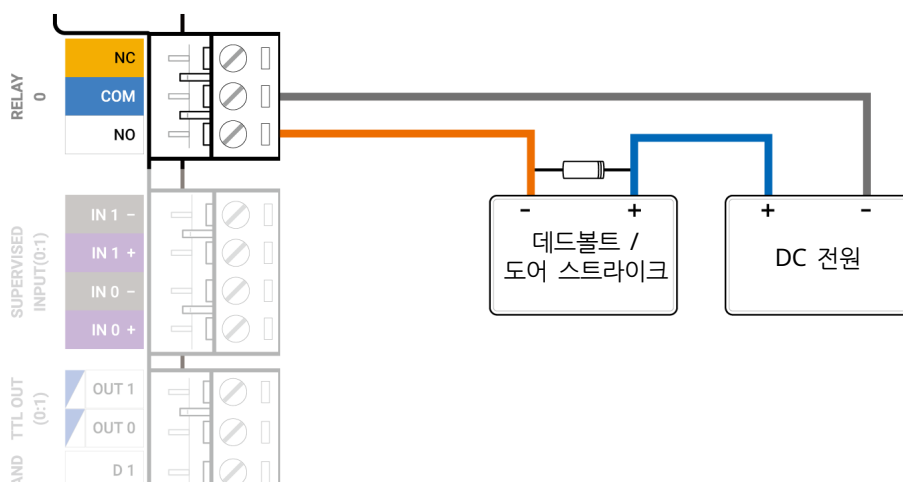 RELAY
0
NC
COM
NO
SUPERVISED
INPUT(0:1)
IN 1 −
IN 1 +
IN 0 −
IN 0 +
TTL OUT
(0:1)
OUT 1
OUT 0
D 1
- +
데드볼트 /
도어 스트라이크
+ -
DC 전원